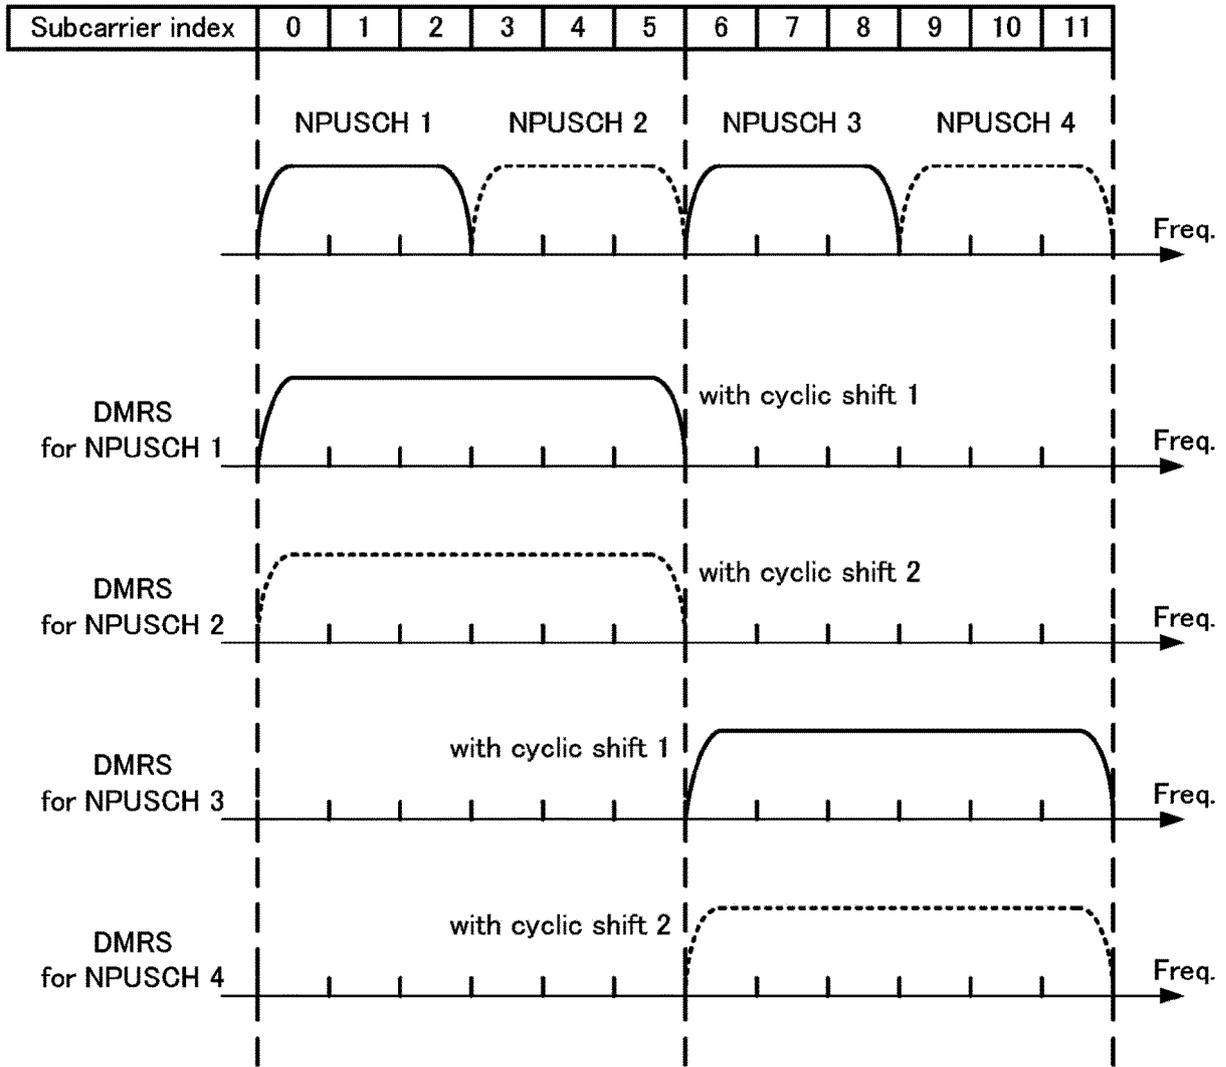 Subcarrier index 0 1 2 3 4 5 6 7 8 9 10 11
NPUSCH 1 NPUSCH 2 NPUSCH 3 NPUSCH 4
Freq.
with cyclic shift 1
DMRS
for NPUSCH 1
Freq.
with cyclic shift 2
DMRS
for NPUSCH 2
Freq.
with cyclic shift 1
DMRS
for NPUSCH 3
Freq.
with cyclic shift 2
DMRS
for NPUSCH 4
Freq.